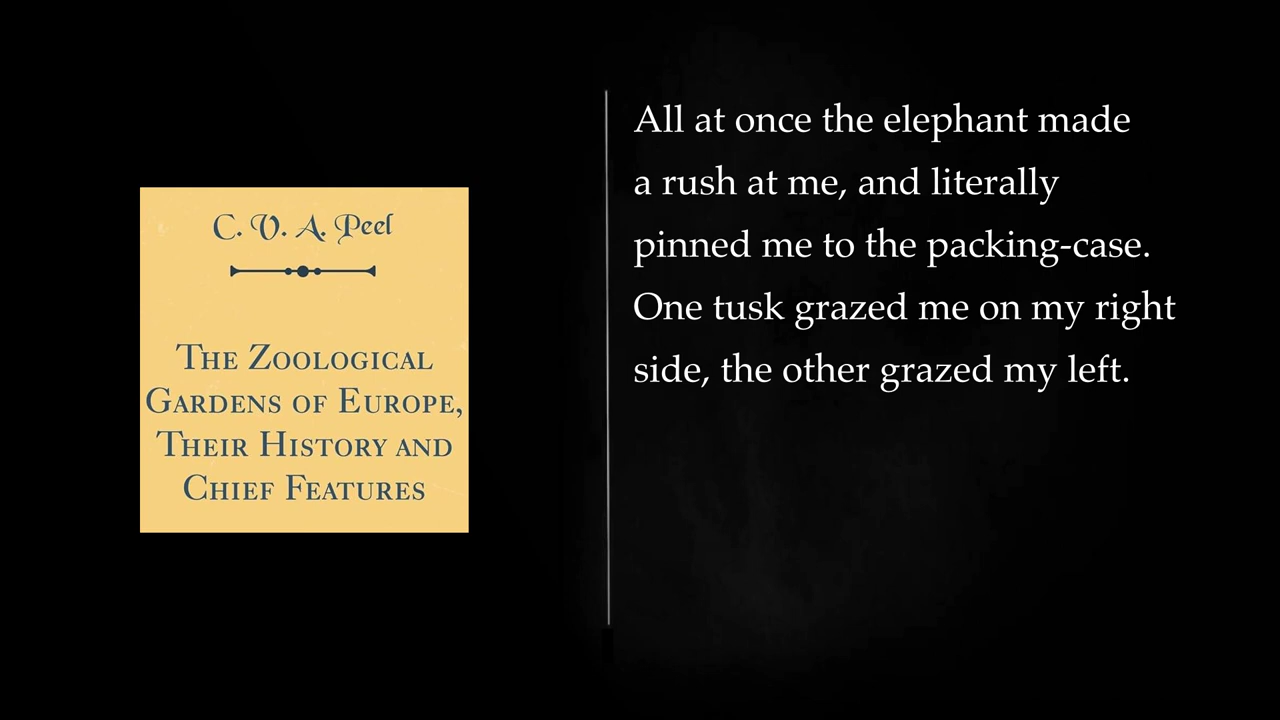 C. V. A. Peel
The Zoological
Gardens of Europe,
Their History and
Chief Features
All at once the elephant made
a rush at me, and literally
pinned me to the packing-case.
One tusk grazed me on my right
side, the other grazed my left.